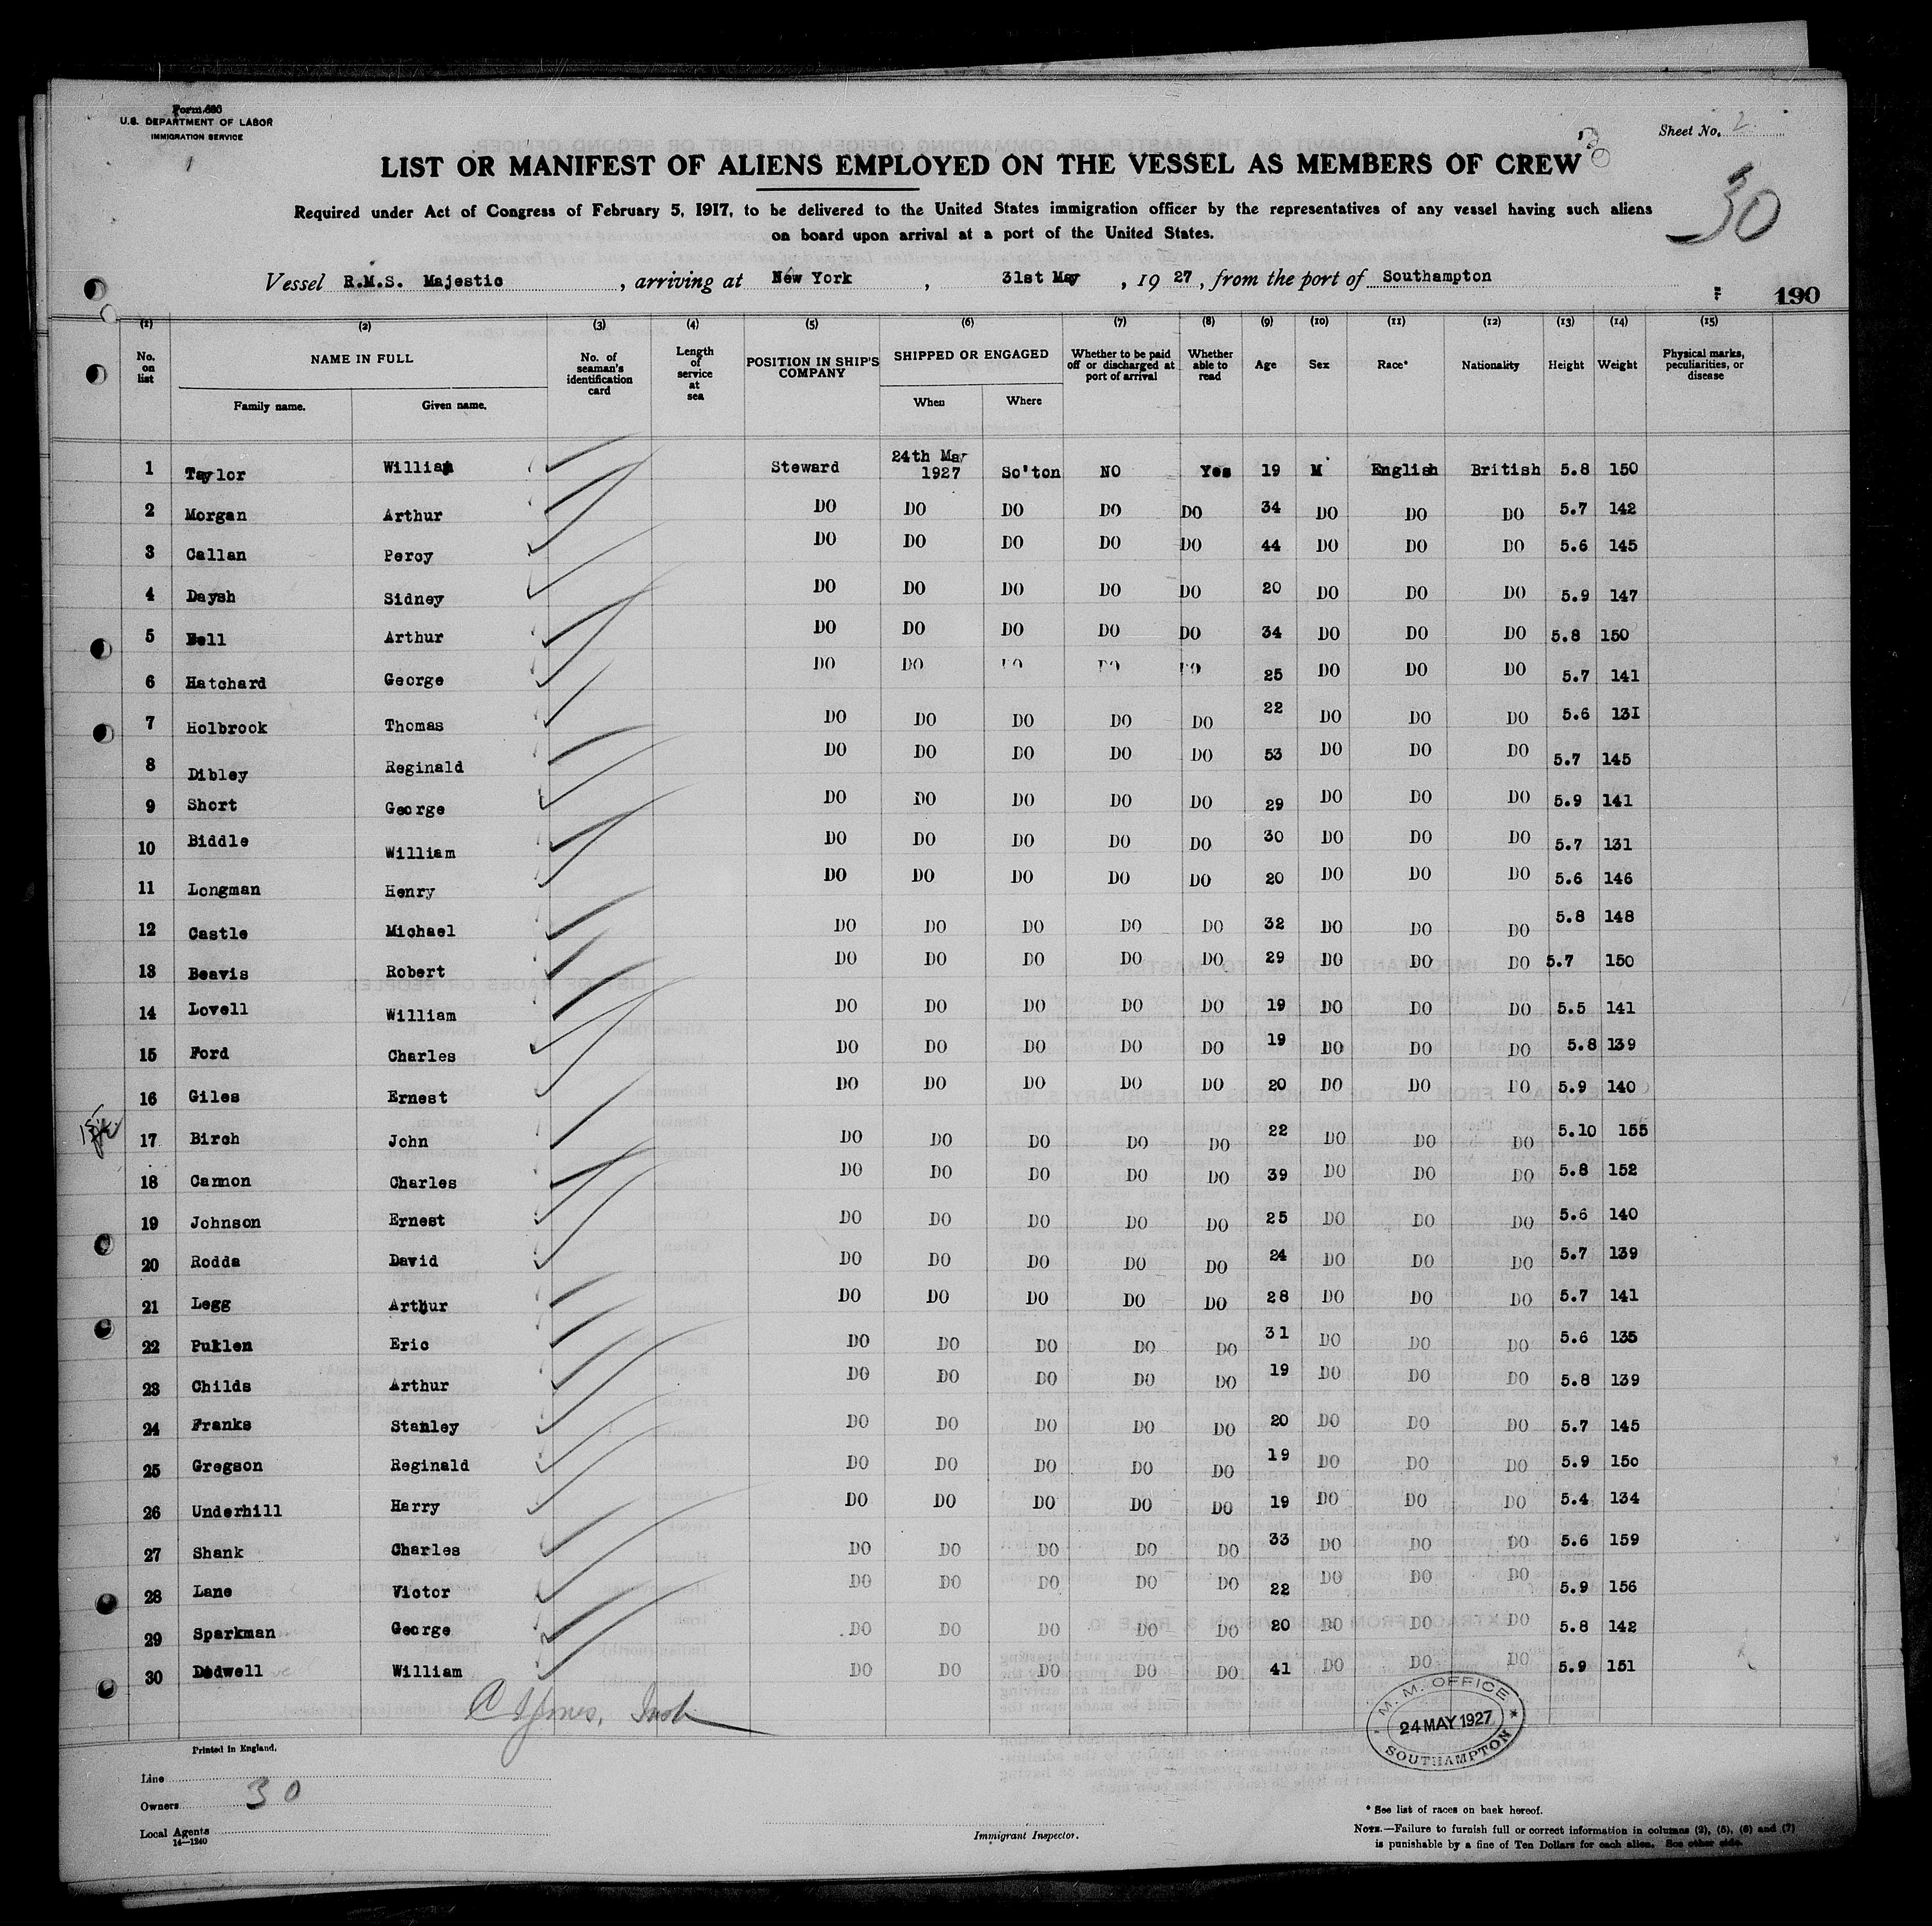 Form 680
U.S. DEPARTMENT OF LABOR
IMMIGRATION SERVICE
Sheet No. 2
LIST OR MANIFEST OF ALIENS EMPLOYED ON THE VESSEL AS MEMBERS OF CREW
30
Required under Act of Congress of February 5, 1917, to be delivered to the United States immigration officer by the representatives of any vessel having such aliens
on board upon arrival at a port of the United States.
Vessel R.M.S. Majestic, arriving at New York, 31st May, 1927, from the port of Southampton
190
(1) (2) (3) (4) (5) (6) (7) (8) (9) (10) (11) (12) (13) (14) (15)
No. on list NAME IN FULL Family name. Given name. No. of seaman's identification card Length of service at sea POSITION IN SHIP'S COMPANY SHIPPED OR ENGAGED When Where Whether to be paid off or discharged at port of arrival Whether able to read Age Sex Race* Nationality Height Weight Physical marks, peculiarities, or disease
1 Taylor William Steward 24th May 1927 So'ton NO Yes 19 M English British 5.8 150
2 Morgan Arthur DO DO DO DO DO 34 DO DO DO 5.7 142
3 Callan Percy DO DO DO DO DO 44 DO DO DO 5.6 145
4 Daysh Sidney DO DO DO DO DO 20 DO DO DO 5.9 147
5 Bell Arthur DO DO DO DO DO 34 DO DO DO 5.8 150
6 Hatchard George DO DO DO DO DO 25 DO DO DO 5.7 141
7 Holbrook Thomas DO DO DO DO DO 22 DO DO DO 5.6 131
8 Dibley Reginald DO DO DO DO DO 53 DO DO DO 5.7 145
9 Short George DO DO DO DO DO 29 DO DO DO 5.9 141
10 Biddle William DO DO DO DO DO 30 DO DO DO 5.7 131
11 Longman Henry DO DO DO DO DO 20 DO DO DO 5.6 146
12 Castle Michael DO DO DO DO DO 32 DO DO DO 5.8 148
13 Beavis Robert DO DO DO DO DO 29 DO DO DO 5.7 150
14 Lovell William DO DO DO DO DO 19 DO DO DO 5.5 141
15 Ford Charles DO DO DO DO DO 19 DO DO DO 5.8 139
16 Giles Ernest DO DO DO DO DO 20 DO DO DO 5.9 140
17 Birch John DO DO DO DO DO 22 DO DO DO 5.10 155
18 Camon Charles DO DO DO DO DO 39 DO DO DO 5.8 152
19 Johnson Ernest DO DO DO DO DO 25 DO DO DO 5.6 140
20 Rodda David DO DO DO DO DO 24 DO DO DO 5.7 139
21 Legg Arthur DO DO DO DO DO 28 DO DO DO 5.7 141
22 Pullen Eric DO DO DO DO DO 31 DO DO DO 5.6 135
23 Childs Arthur DO DO DO DO DO 19 DO DO DO 5.8 139
24 Franks Stanley DO DO DO DO DO 20 DO DO DO 5.7 145
25 Gregson Reginald DO DO DO DO DO 19 DO DO DO 5.9 150
26 Underhill Harry DO DO DO DO DO 19 DO DO DO 5.4 134
27 Shank Charles DO DO DO DO DO 33 DO DO DO 5.6 159
28 Lane Victor DO DO DO DO DO 22 DO DO DO 5.9 156
29 Sparkman George DO DO DO DO DO 20 DO DO DO 5.8 142
30 Dedwell William DO DO DO DO DO 41 DO DO DO 5.9 151
M.M. OFFICE
24 MAY 1927
SOUTHAMPTON
Printed in England.
Line
Owners 30
Local Agents
14—1240
Immigrant Inspector.
* See list of races on back hereof.
NOTE.—Failure to furnish full or correct information in columns (2), (5), (6) and (7)
is punishable by a fine of Ten Dollars for each alien. See other side.